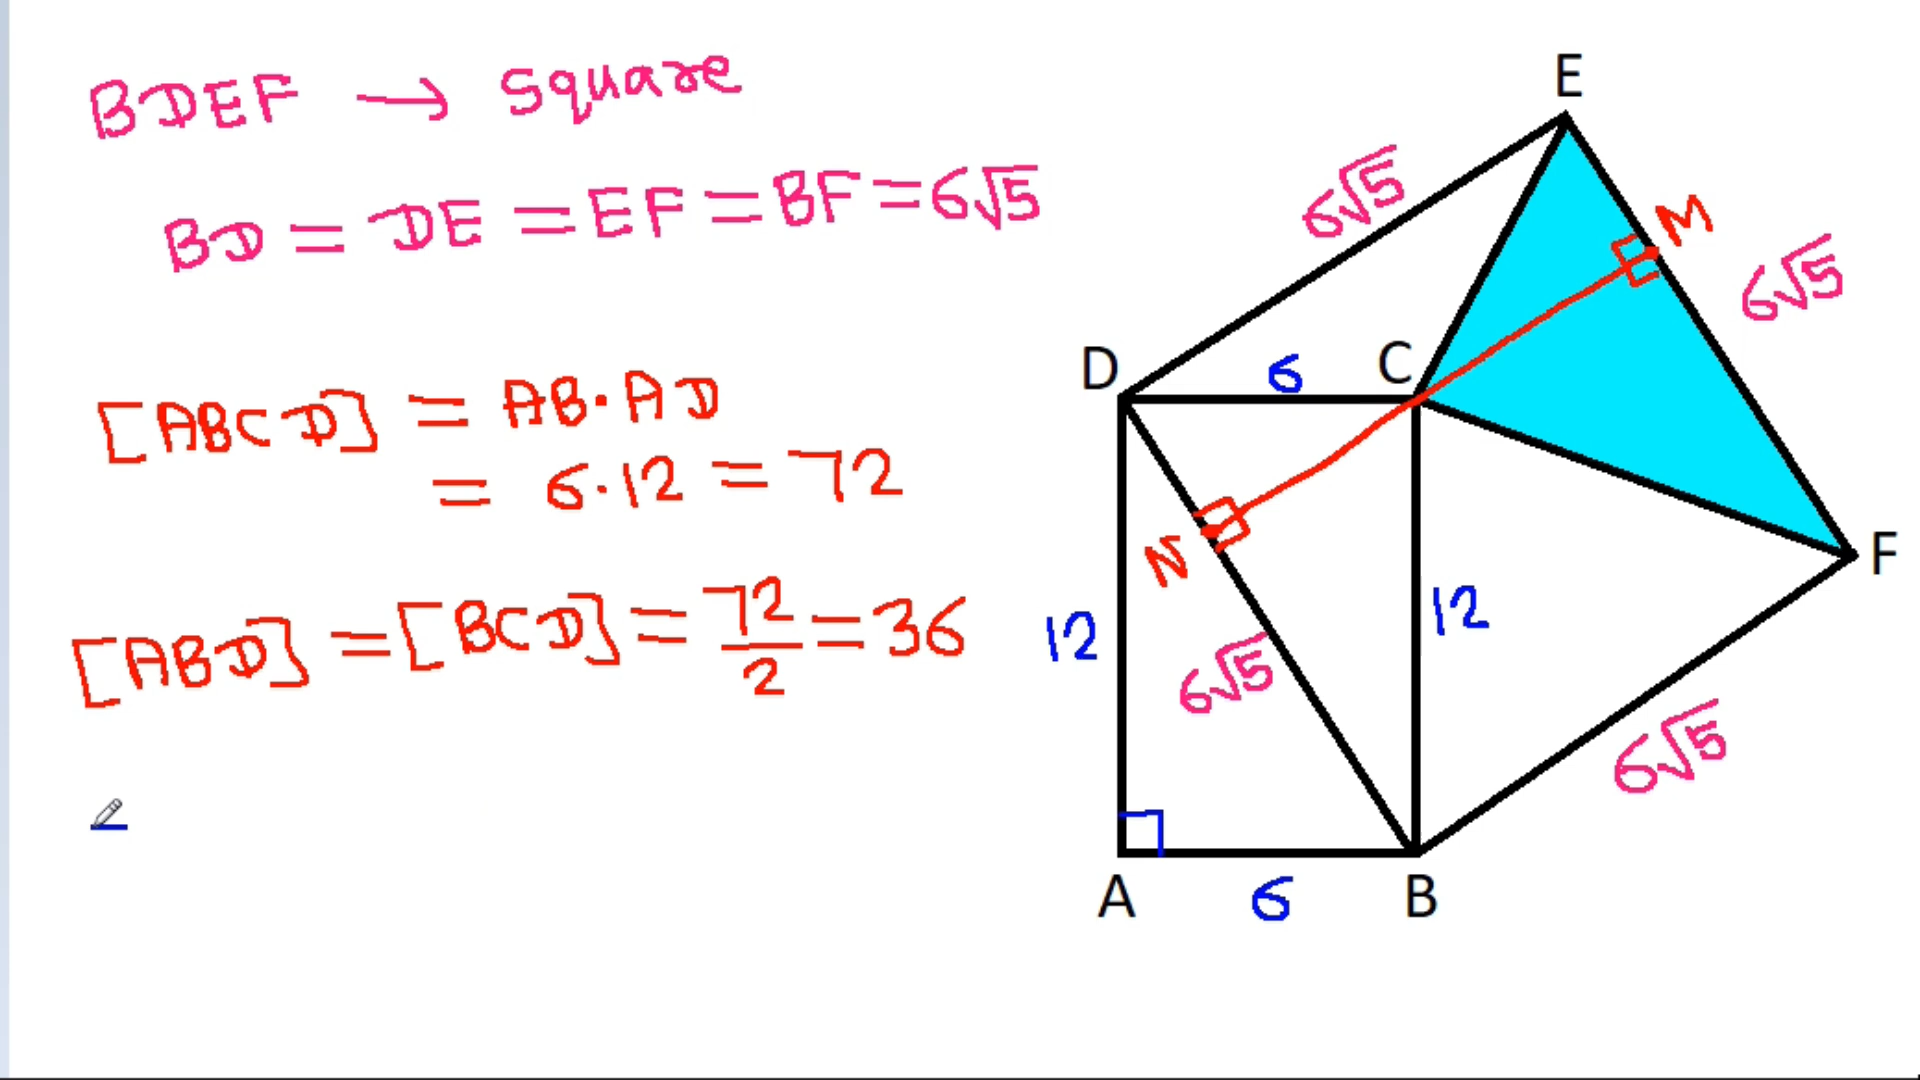 BDEF → Square
BD = DE = EF = BF = 6√5
[ABCD] = AB·AD
= 6·12 = 72
[ABD] = [BCD] = 72/2 = 36
E
6√5
M
6√5
D
6
C
N
F
12
12
6√5
6√5
A
6
B